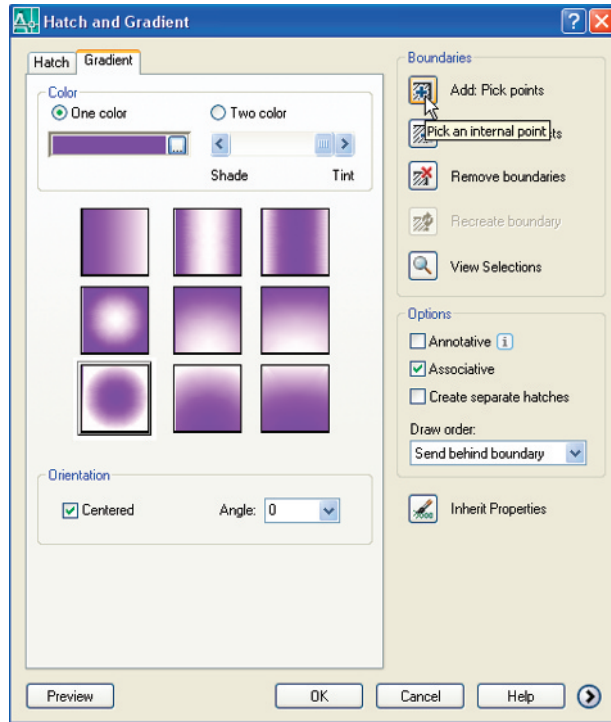 Hatch and Gradient
Hatch Gradient
Color
One color
Two color
...
Shade Tint
Orientation
Centered
Angle: 0
Boundaries
Add: Pick points
Pick an internal point
ts
Remove boundaries
Recreate boundary
View Selections
Options
Annotative i
Associative
Create separate hatches
Draw order:
Send behind boundary
Inherit Properties
Preview OK Cancel Help